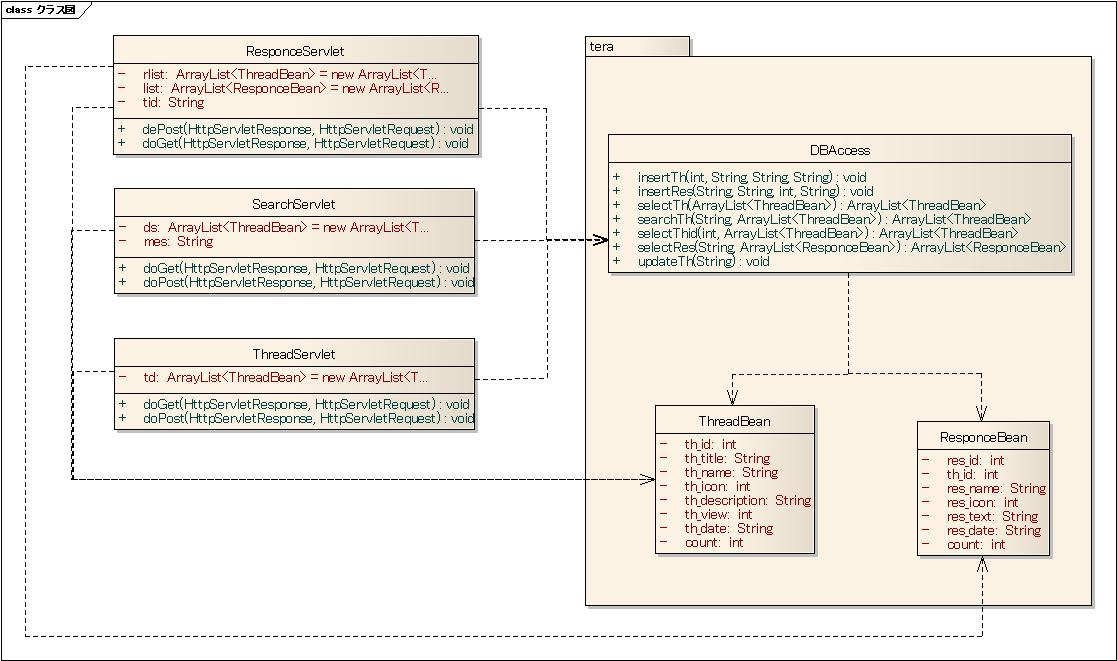 class クラス図
ResponceServlet
- rlist: ArrayList<ThreadBean> = new ArrayList<T...
- list: ArrayList<ResponceBean> = new ArrayList<R...
- tid: String
+ dePost(HttpServletResponse, HttpServletRequest) : void
+ doGet(HttpServletResponse, HttpServletRequest) : void
SearchServlet
- ds: ArrayList<ThreadBean> = new ArrayList<T...
- mes: String
+ doGet(HttpServletResponse, HttpServletRequest) : void
+ doPost(HttpServletResponse, HttpServletRequest) : void
ThreadServlet
- td: ArrayList<ThreadBean> = new ArrayList<T...
+ doGet(HttpServletResponse, HttpServletRequest) : void
+ doPost(HttpServletResponse, HttpServletRequest) : void
tera
DBAccess
+ insertTh(int, String, String, String) : void
+ insertRes(String, String, int, String) : void
+ selectTh(ArrayList<ThreadBean>) : ArrayList<ThreadBean>
+ searchTh(String, ArrayList<ThreadBean>) : ArrayList<ThreadBean>
+ selectThid(int, ArrayList<ThreadBean>) : ArrayList<ThreadBean>
+ selectRes(String, ArrayList<ResponceBean>) : ArrayList<ResponceBean>
+ updateTh(String) : void
ThreadBean
- th_id: int
- th_title: String
- th_name: String
- th_icon: int
- th_description: String
- th_view: int
- th_date: String
- count: int
ResponceBean
- res_id: int
- th_id: int
- res_name: String
- res_icon: int
- res_text: String
- res_date: String
- count: int